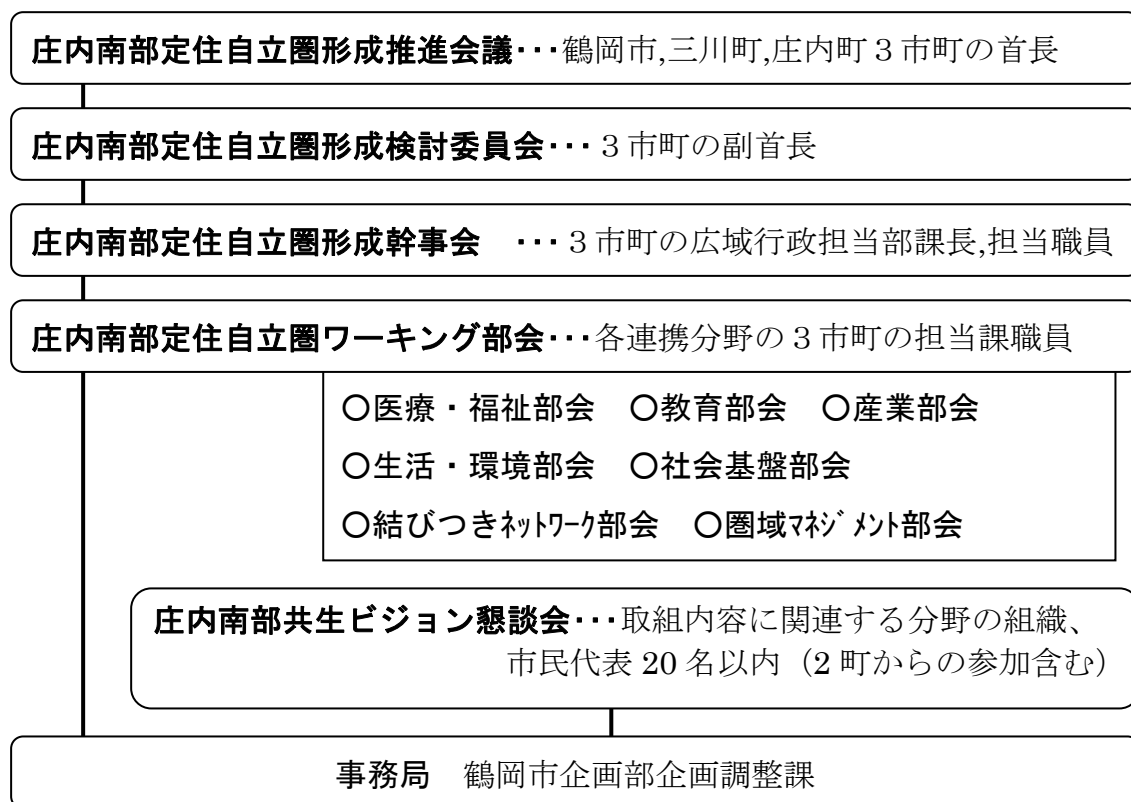 庄内南部定住自立圏形成推進会議･･･鶴岡市,三川町,庄内町３市町の首長
庄内南部定住自立圏形成検討委員会･･･３市町の副首長
庄内南部定住自立圏形成幹事会　･･･３市町の広域行政担当部課長,担当職員
庄内南部定住自立圏ワーキング部会･･･各連携分野の３市町の担当課職員
○医療・福祉部会　○教育部会　○産業部会
○生活・環境部会　○社会基盤部会
○結びつきﾈｯﾄﾜｰｸ部会　○圏域ﾏﾈｼﾞﾒﾝﾄ部会
庄内南部共生ビジョン懇談会･･･取組内容に関連する分野の組織、
市民代表 20 名以内（2 町からの参加含む）
事務局　鶴岡市企画部企画調整課